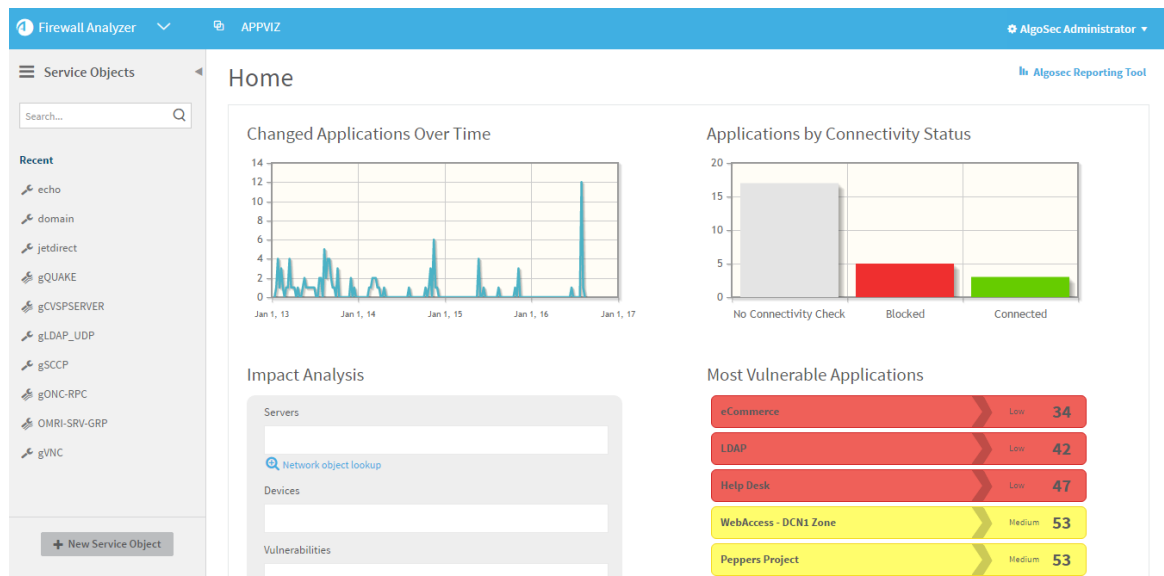 Firewall Analyzer
APPVIZ
AlgoSec Administrator
Service Objects
Search...
Recent
echo
domain
jetdirect
gQUAKE
gCVSPSERVER
gLDAP_UDP
gSCCP
gONC-RPC
OMRI-SRV-GRP
gVNC
+ New Service Object
Home
Algosec Reporting Tool
Changed Applications Over Time
14
12
10
8
6
4
2
0
Jan 1, 13 Jan 1, 14 Jan 1, 15 Jan 1, 16 Jan 1, 17
Applications by Connectivity Status
20
15
10
5
0
No Connectivity Check Blocked Connected
Impact Analysis
Servers
Network object lookup
Devices
Vulnerabilities
Most Vulnerable Applications
eCommerce Low 34
LDAP Low 42
Help Desk Low 47
WebAccess - DCN1 Zone Medium 53
Peppers Project Medium 53